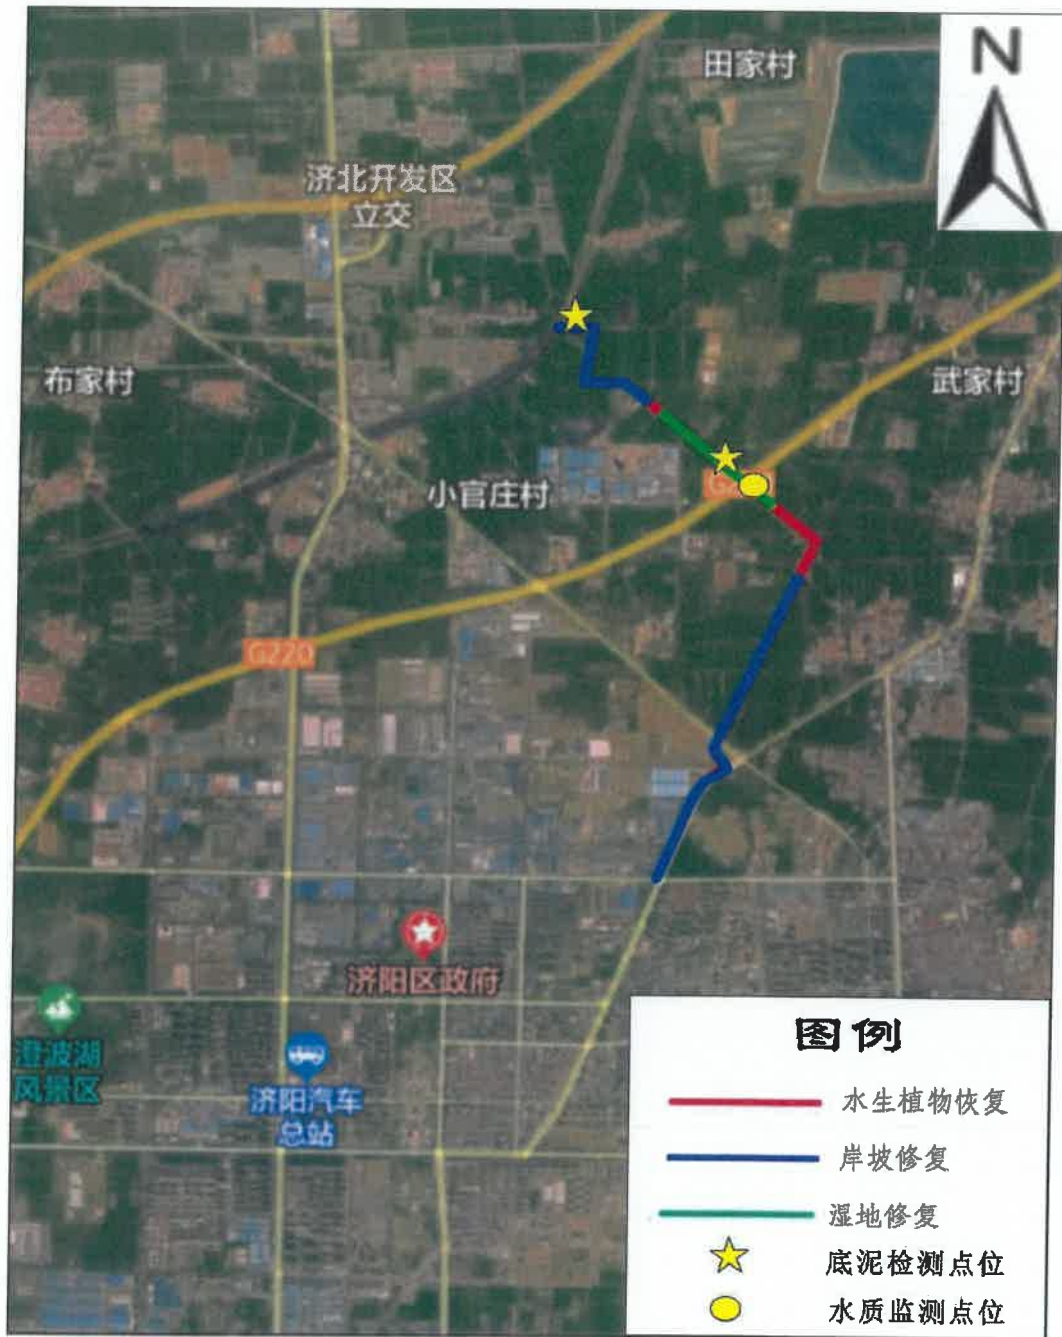 田家村
N
济北开发区
立交
布家村
武家村
小官庄村
G220
济阳区政府
澄波湖
风景区
济阳汽车
总站
图例
水生植物恢复
岸坡修复
湿地修复
底泥检测点位
水质监测点位